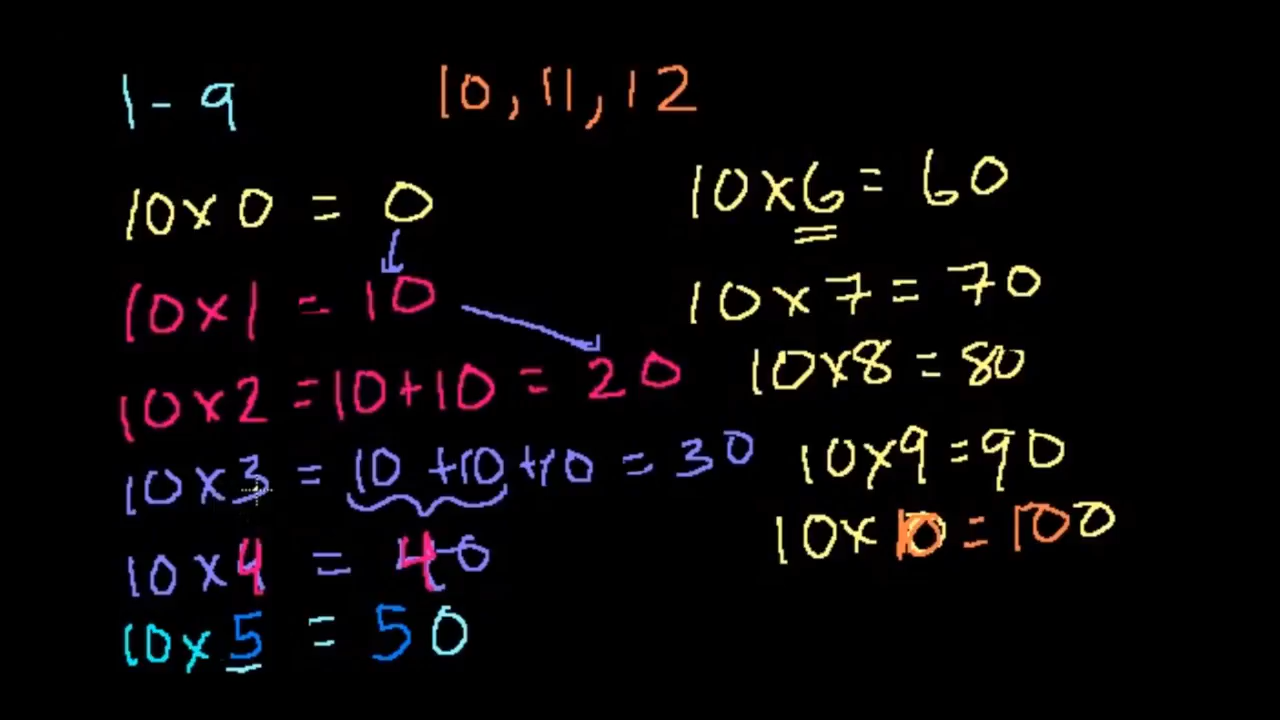 1-9
10, 11, 12
10x0 = 0
10x1 = 10
10x2 = 10+10 = 20
10x3 = 10 +10 +10 = 30
10x4 = 40
10x5 = 50
10x6 = 60
10x7 = 70
10x8 = 80
10x9 = 90
10x10 = 100